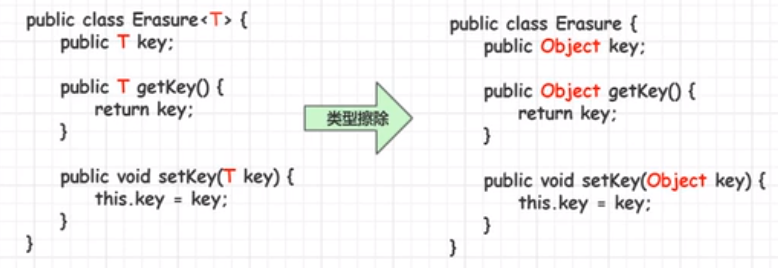 public class Erasure<T> {
public T key;
public T getKey() {
return key;
}
public void setKey(T key) {
this.key = key;
}
}
类型擦除
public class Erasure {
public Object key;
public Object getKey() {
return key;
}
public void setKey(Object key) {
this.key = key;
}
}